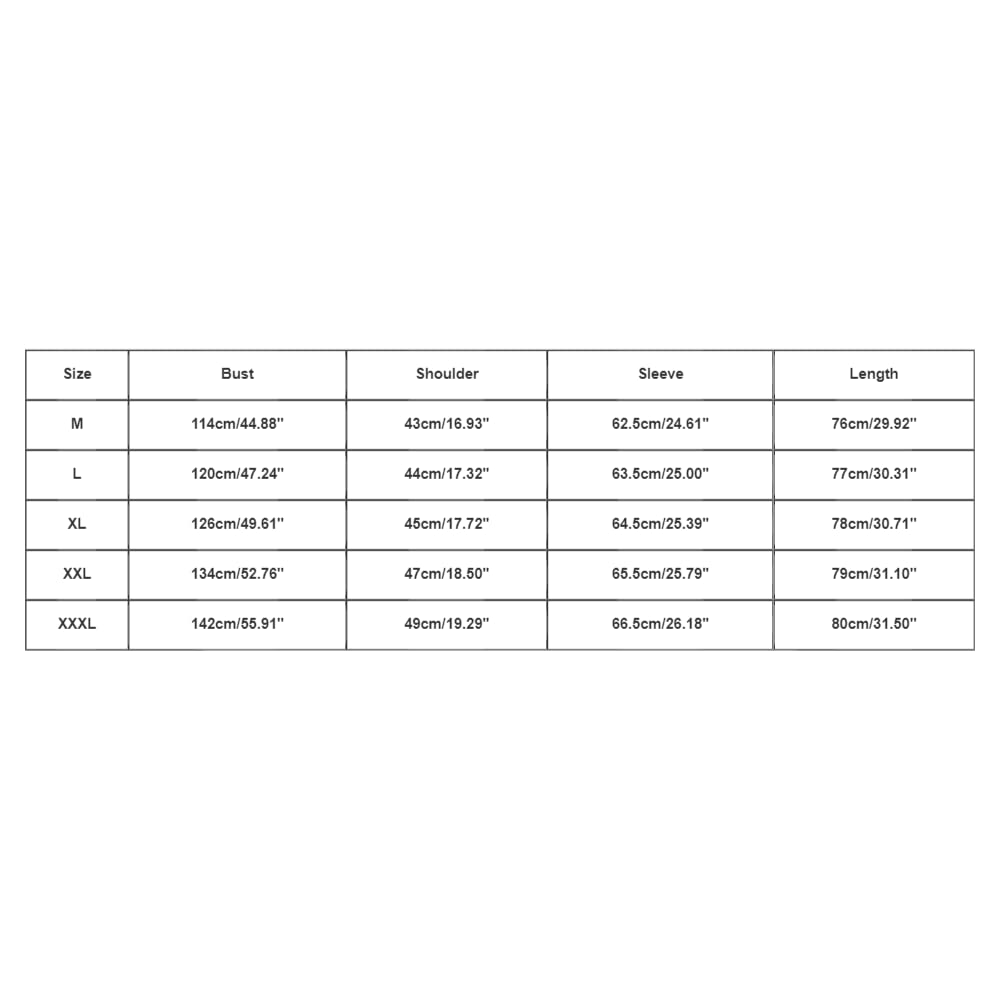 Size Bust Shoulder Sleeve Length
M 114cm/44.88" 43cm/16.93" 62.5cm/24.61" 76cm/29.92"
L 120cm/47.24" 44cm/17.32" 63.5cm/25.00" 77cm/30.31"
XL 126cm/49.61" 45cm/17.72" 64.5cm/25.39" 78cm/30.71"
XXL 134cm/52.76" 47cm/18.50" 65.5cm/25.79" 79cm/31.10"
XXXL 142cm/55.91" 49cm/19.29" 66.5cm/26.18" 80cm/31.50"